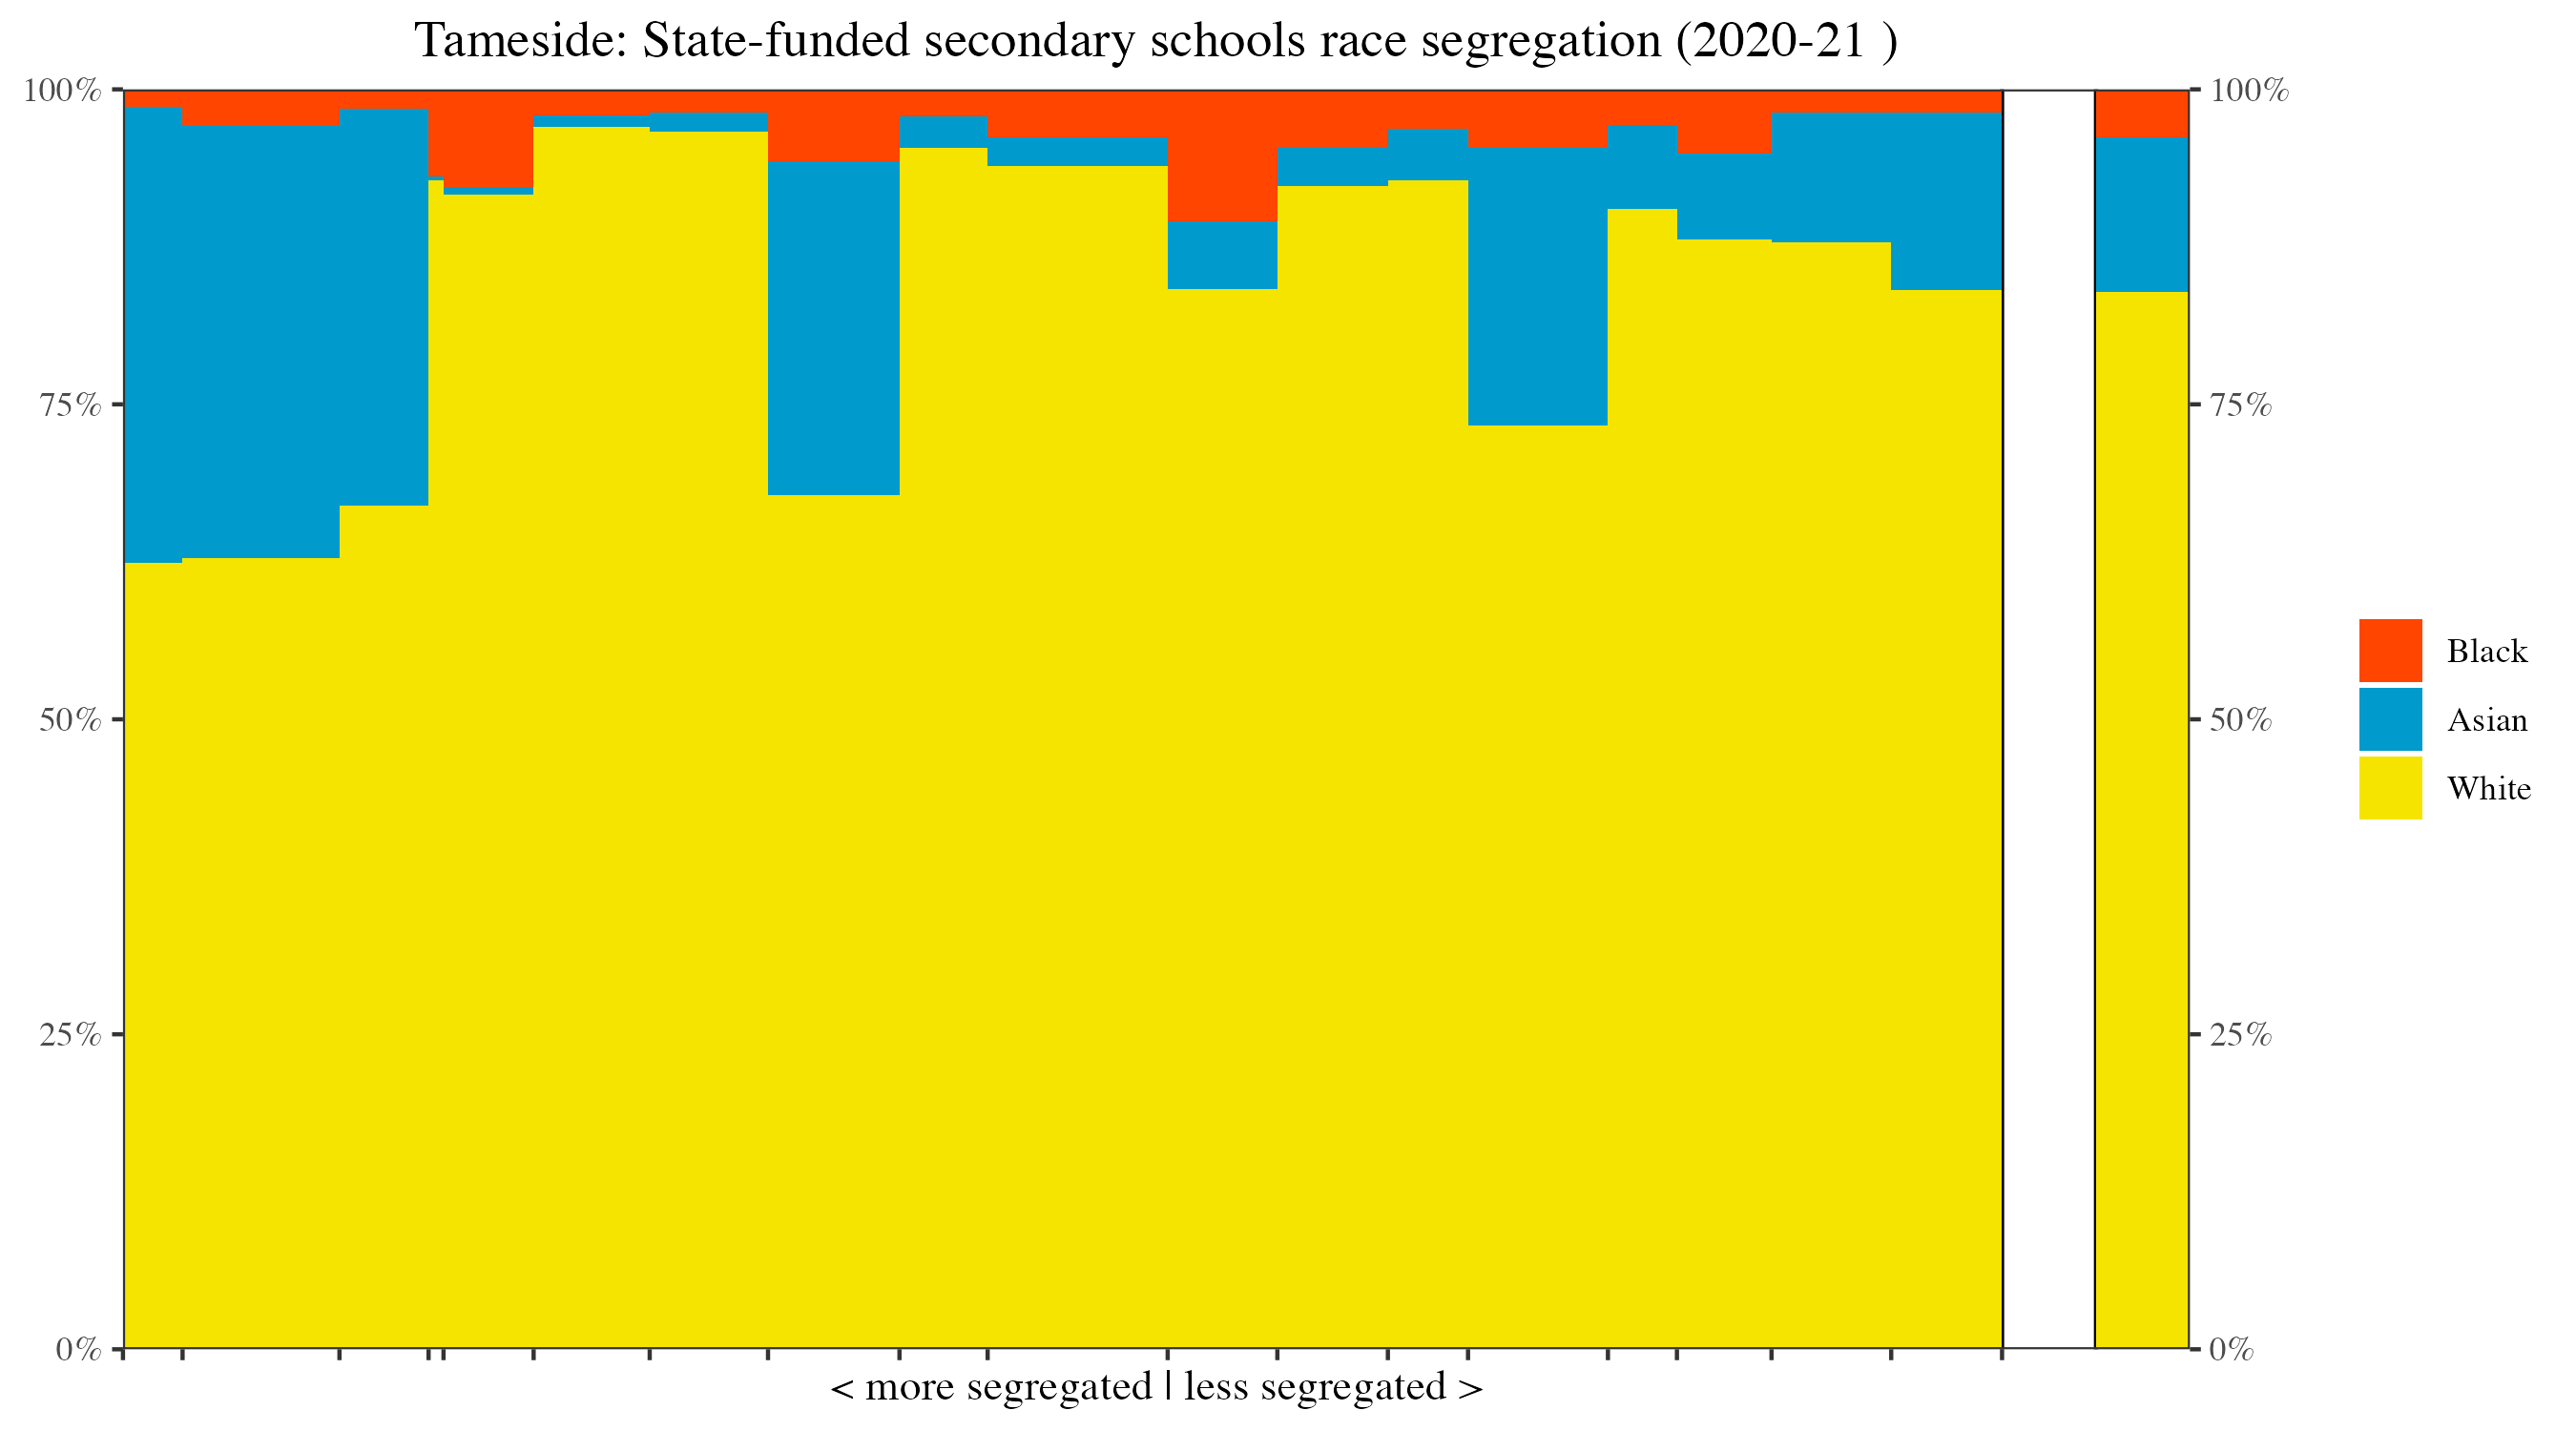 Tameside: State-funded secondary schools race segregation (2020-21 )
100%
100%
75%
75%
Black
50%
50%
Asian
White
25%
25%
0%
0%
< more segregated | less segregated >